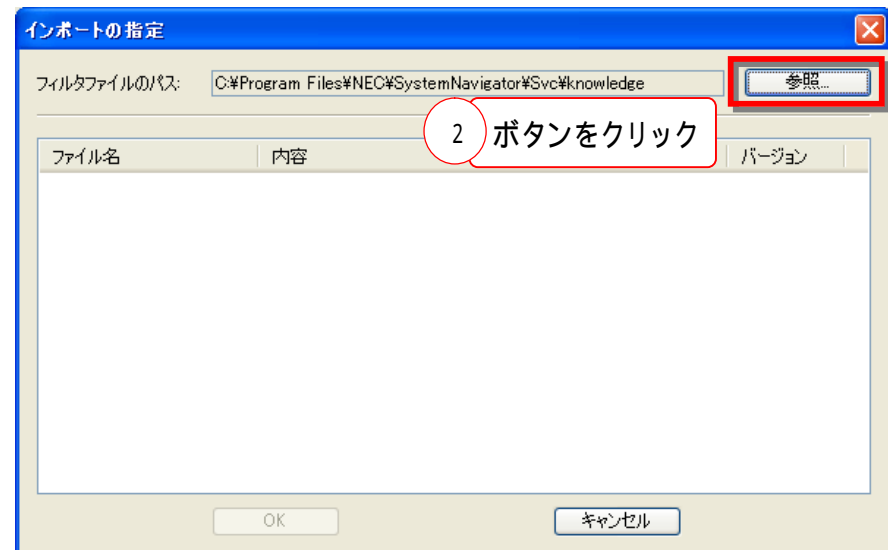 インポートの指定
フィルタファイルのパス: C:¥Program Files¥NEC¥SystemNavigator¥Svc¥knowledge 参照...
2 ボタンをクリック
ファイル名 内容 バージョン
OK キャンセル